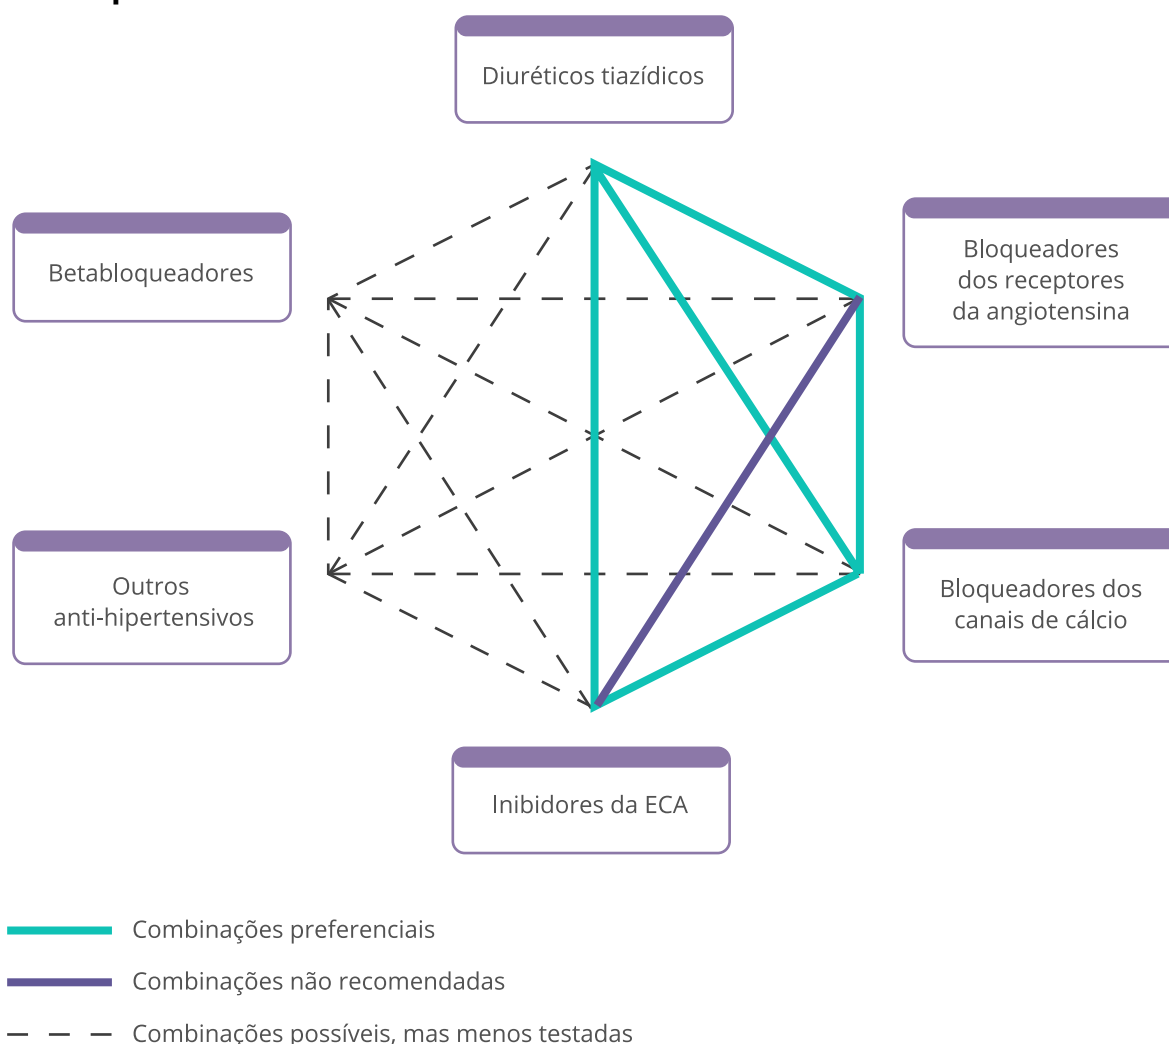 Diuréticos tiazídicos
Betabloqueadores
Bloqueadores
dos receptores
da angiotensina
Outros
anti-hipertensivos
Bloqueadores dos
canais de cálcio
Inibidores da ECA
Combinações preferenciais
Combinações não recomendadas
Combinações possíveis, mas menos testadas